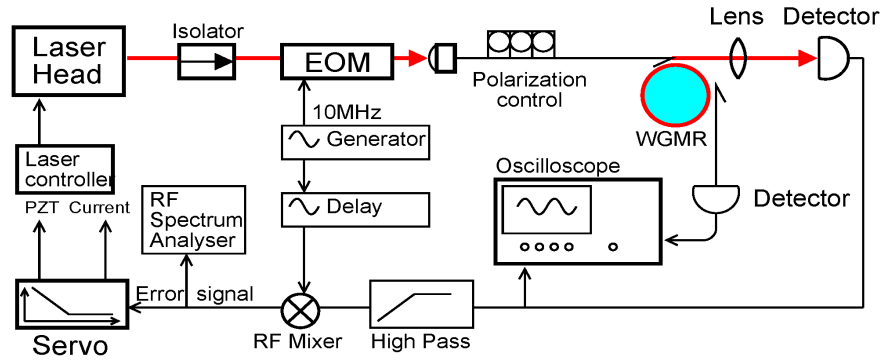 Lens
Detector
Isolator
Laser
Head
EOM
Polarization
control
10MHz
Generator
WGMR
Laser
controller
Oscilloscope
PZT
Current
RF
Spectrum
Analyser
Delay
Detector
Error signal
Servo
RF Mixer
High Pass